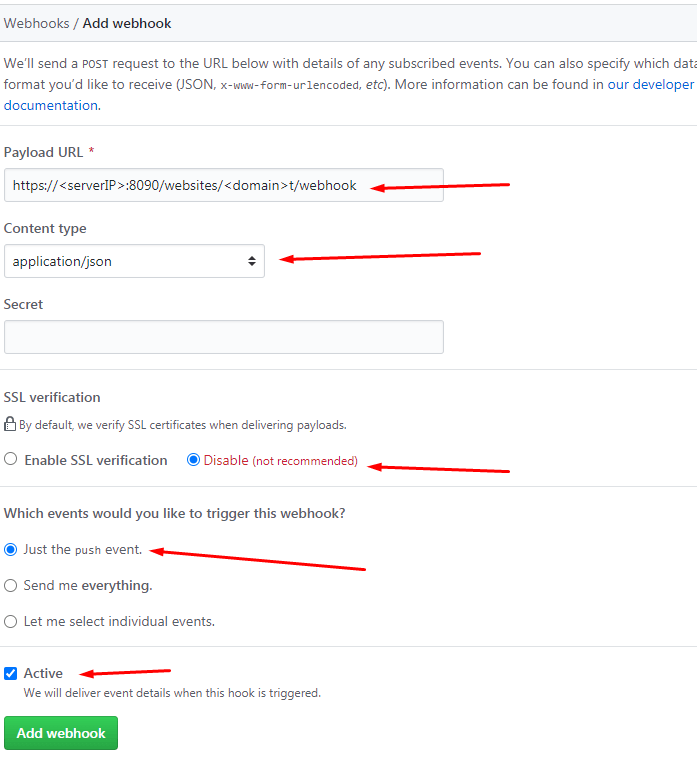 Webhooks / Add webhook
We'll send a POST request to the URL below with details of any subscribed events. You can also specify which data
format you'd like to receive (JSON, x-www-form-urlencoded, etc). More information can be found in our developer
documentation.
Payload URL *
https://<serverIP>:8090/websites/<domain>t/webhook
Content type
application/json
Secret
SSL verification
By default, we verify SSL certificates when delivering payloads.
Enable SSL verification Disable (not recommended)
Which events would you like to trigger this webhook?
Just the push event.
Send me everything.
Let me select individual events.
Active
We will deliver event details when this hook is triggered.
Add webhook